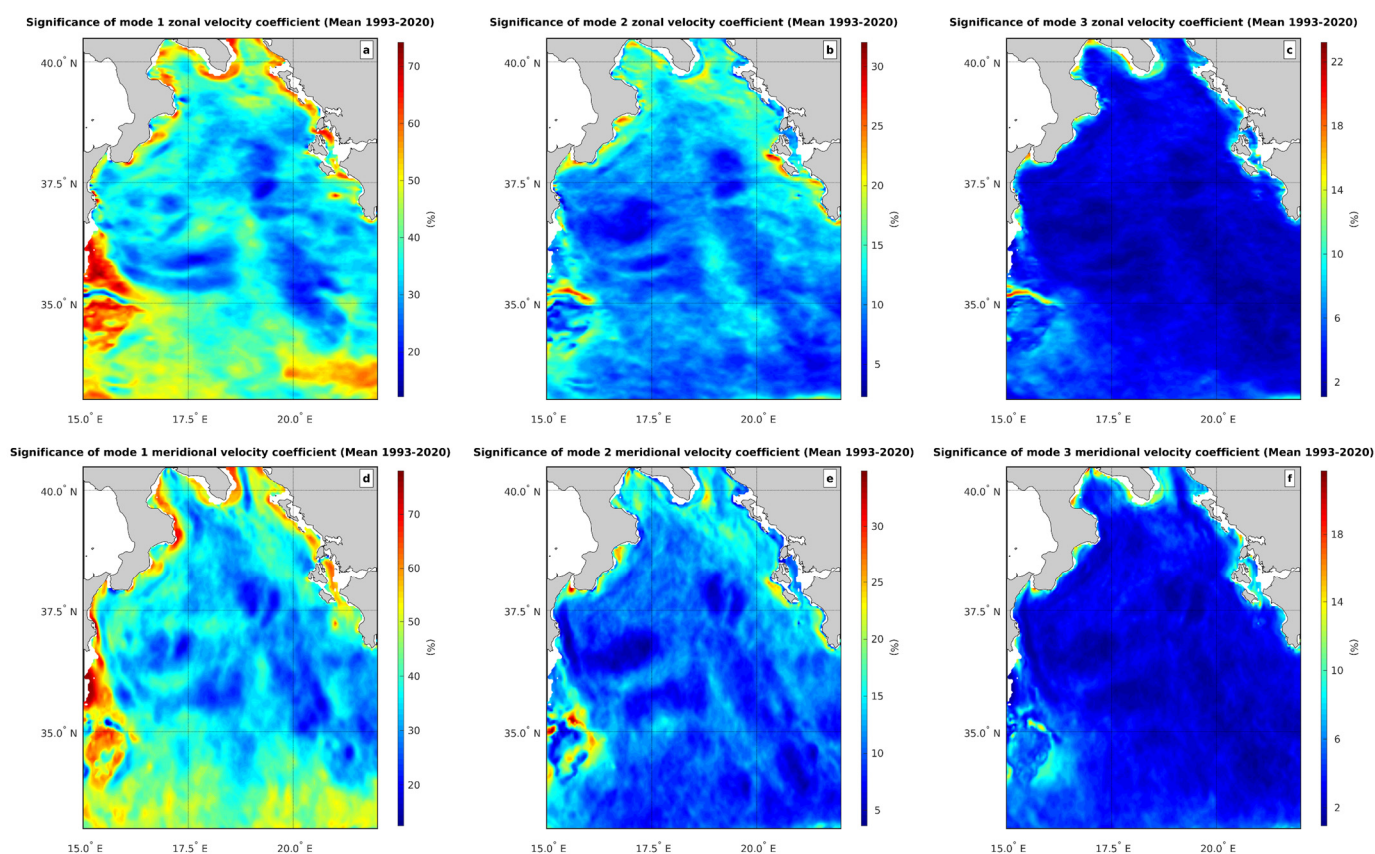 Significance of mode 1 zonal velocity coefficient (Mean 1993-2020)
a
40.0° N
37.5° N
35.0° N
15.0° E
17.5° E
20.0° E
70
60
50
40
30
20
(%)
Significance of mode 2 zonal velocity coefficient (Mean 1993-2020)
b
40.0° N
37.5° N
35.0° N
15.0° E
17.5° E
20.0° E
30
25
20
15
10
5
(%)
Significance of mode 3 zonal velocity coefficient (Mean 1993-2020)
c
40.0° N
37.5° N
35.0° N
15.0° E
17.5° E
20.0° E
22
18
14
10
6
2
(%)
Significance of mode 1 meridional velocity coefficient (Mean 1993-2020)
d
40.0° N
37.5° N
35.0° N
15.0° E
17.5° E
20.0° E
70
60
50
40
30
20
(%)
Significance of mode 2 meridional velocity coefficient (Mean 1993-2020)
e
40.0° N
37.5° N
35.0° N
15.0° E
17.5° E
20.0° E
30
25
20
15
10
5
(%)
Significance of mode 3 meridional velocity coefficient (Mean 1993-2020)
f
40.0° N
37.5° N
35.0° N
15.0° E
17.5° E
20.0° E
18
14
10
6
2
(%)